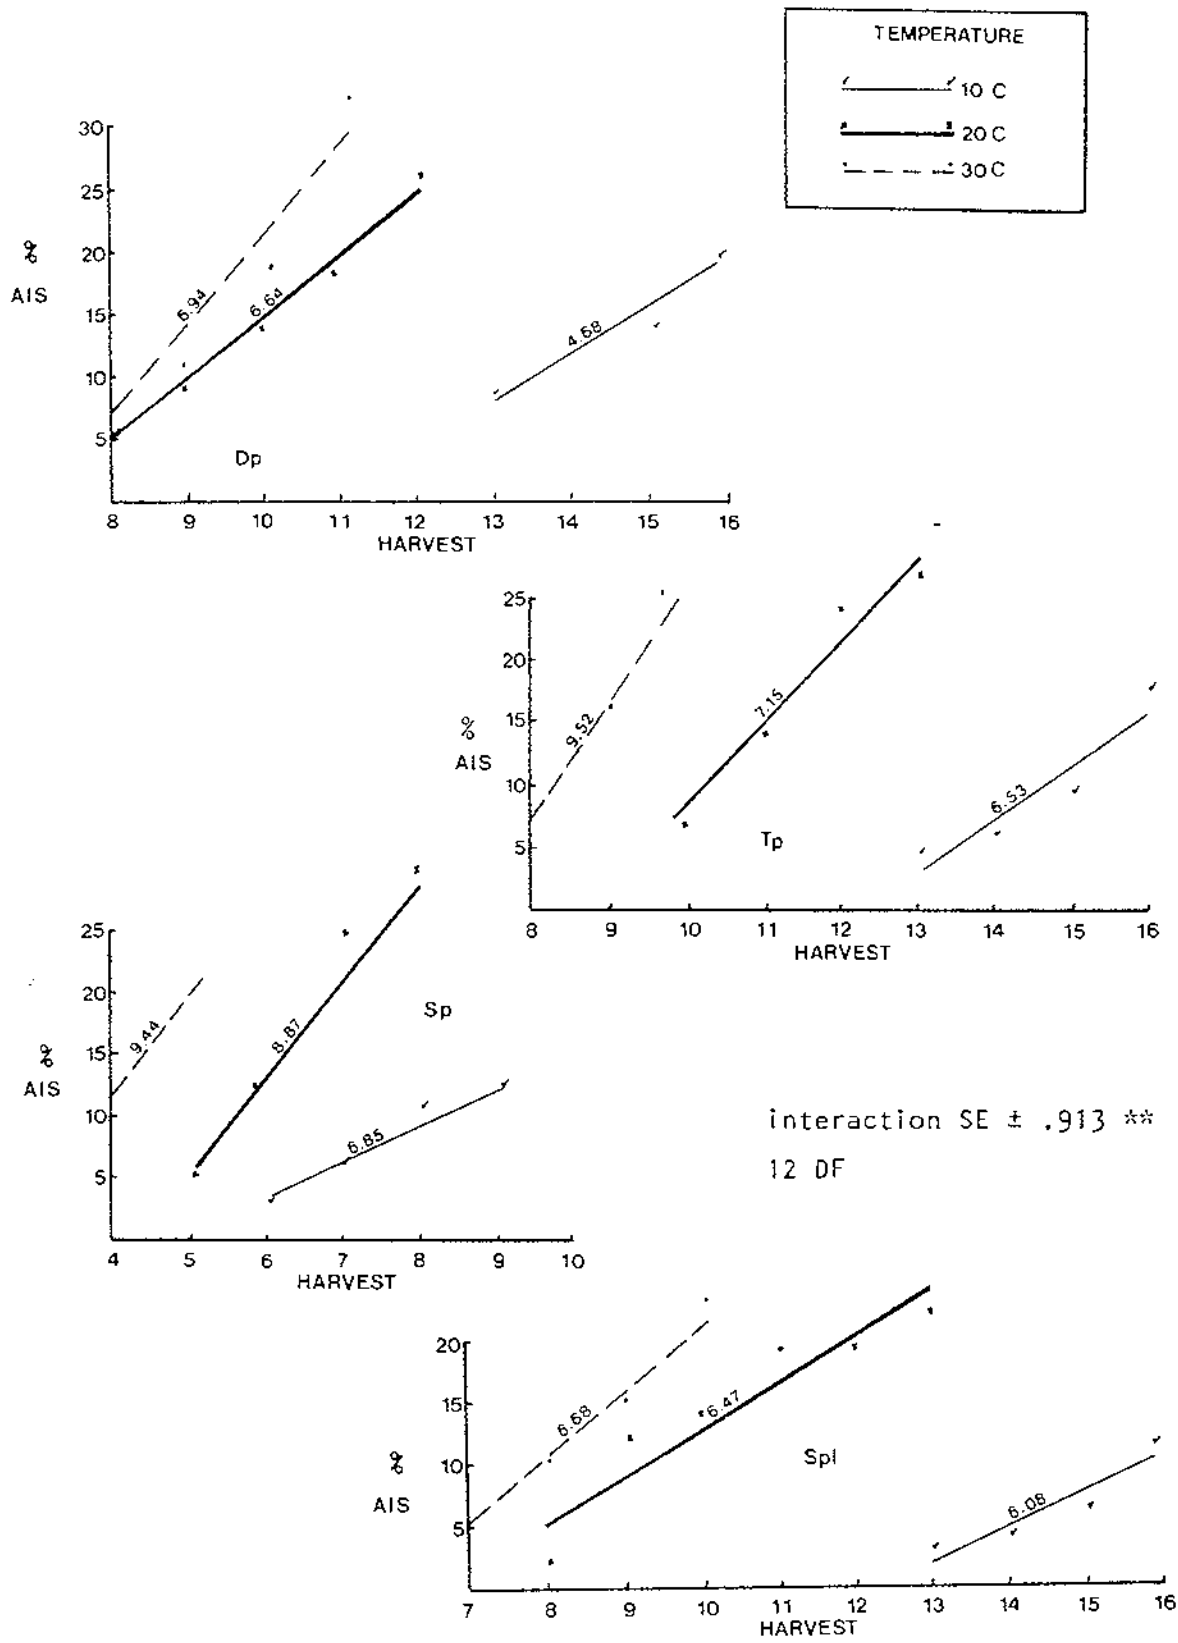 TEMPERATURE
10 C
20 C
30 C
30
25
20
15
10
5
%
AIS
6.94
6.64
4.68
Dp
8 9 10 11 12 13 14 15 16
HARVEST
25
20
15
10
5
%
AIS
9.52
7.15
6.53
Tp
8 9 10 11 12 13 14 15 16
HARVEST
25
20
15
10
5
%
AIS
9.44
8.87
6.85
Sp
4 5 6 7 8 9 10
HARVEST
interaction SE ± .913 **
12 DF
20
15
10
5
%
AIS
6.68
6.47
6.08
Spl
7 8 9 10 11 12 13 14 15 16
HARVEST